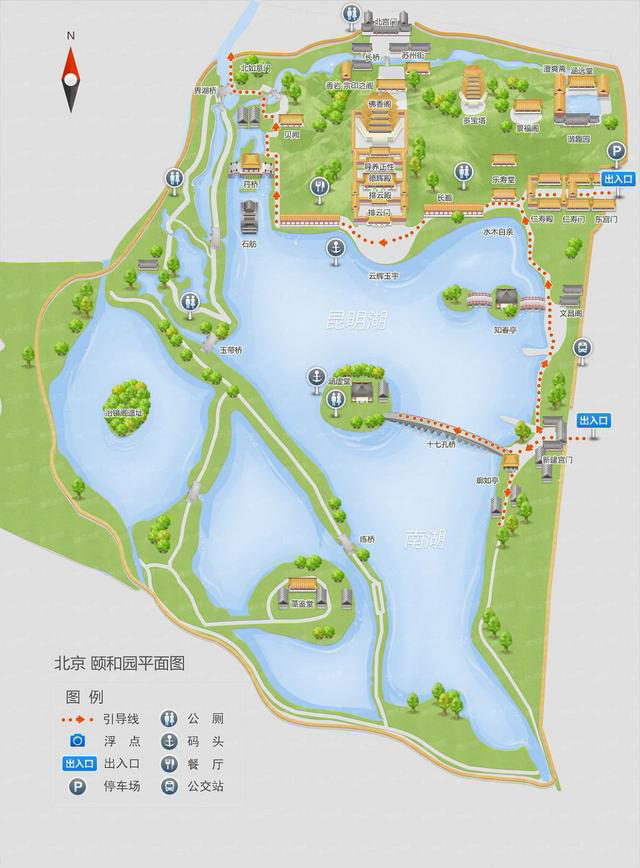 N
北宫门
长桥
苏州街
北如意门
界湖桥
香岩 宗印之阁
澄爽斋
涵远堂
佛香阁
多宝塔
景福阁
谐趣园
贝阙
P
出入口
导养正性
德辉殿
排云殿
排云门
乐寿堂
荇桥
长廊
仁寿殿
仁寿门
东宫门
石舫
水木自亲
云辉玉宇
昆明湖
知春亭
文昌阁
玉带桥
涵虚堂
冶镜阁遗址
出入口
十七孔桥
新建宫门
廓如亭
南湖
练桥
藻鉴堂
北京 颐和园平面图
图 例
引导线
公 厕
浮 点
码 头
出入口 出入口
餐 厅
P 停车场
公交站